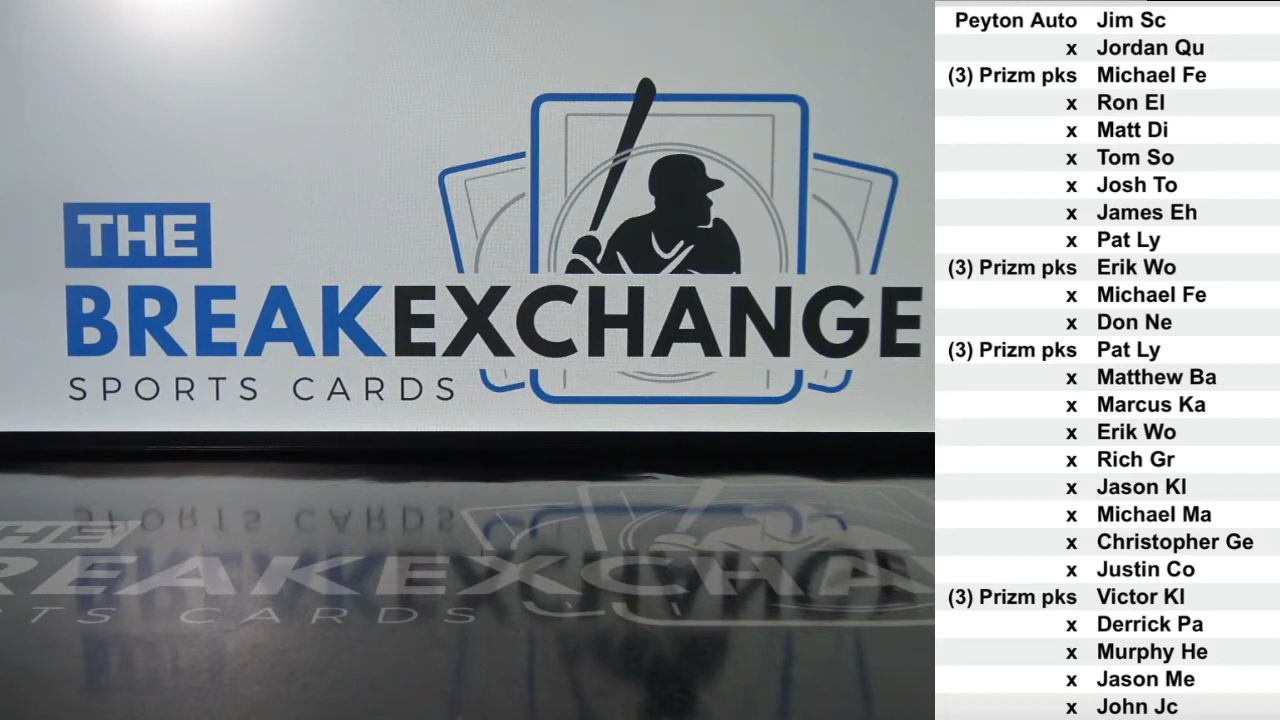 THE
BREAKEXCHANGE
SPORTS CARDS
SPORTS CARDS
Peyton Auto Jim Sc
x Jordan Qu
(3) Prizm pks Michael Fe
x Ron El
x Matt Di
x Tom So
x Josh To
x James Eh
x Pat Ly
(3) Prizm pks Erik Wo
x Michael Fe
x Don Ne
(3) Prizm pks Pat Ly
x Matthew Ba
x Marcus Ka
x Erik Wo
x Rich Gr
x Jason Kl
x Michael Ma
x Christopher Ge
x Justin Co
(3) Prizm pks Victor Kl
x Derrick Pa
x Murphy He
x Jason Me
x John Jc